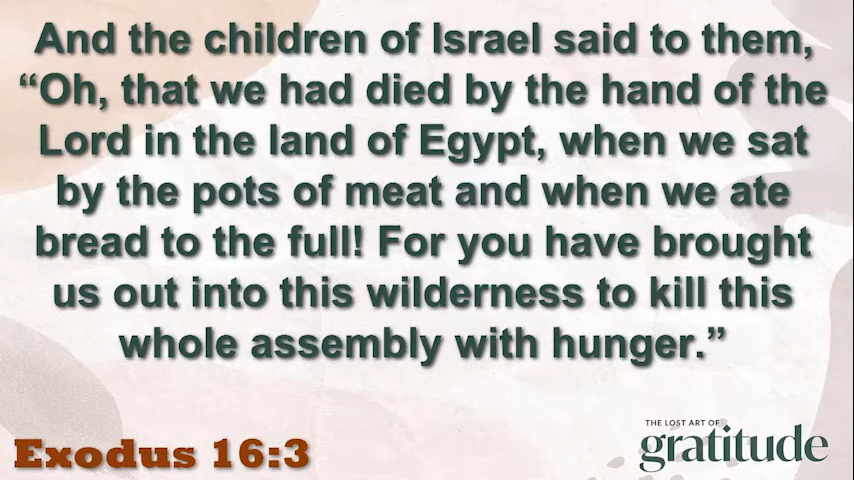 And the children of Israel said to them,
“Oh, that we had died by the hand of the
Lord in the land of Egypt, when we sat
by the pots of meat and when we ate
bread to the full! For you have brought
us out into this wilderness to kill this
whole assembly with hunger.”
Exodus 16:3
THE LOST ART OF
gratitude